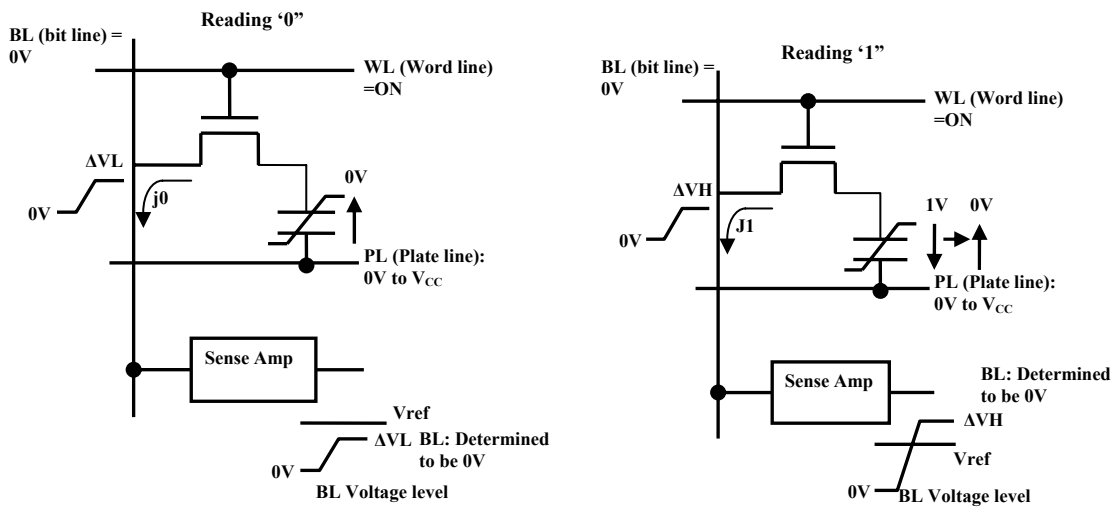 Reading '0"
BL (bit line) =
0V
WL (Word line)
=ON
ΔVL
0V
j0
0V
PL (Plate line):
0V to VCC
Sense Amp
Vref
ΔVL BL: Determined
to be 0V
0V
BL Voltage level
Reading '1"
BL (bit line) =
0V
WL (Word line)
=ON
ΔVH
0V
J1
1V 0V
PL (Plate line):
0V to VCC
Sense Amp
BL: Determined
to be 0V
ΔVH
Vref
0V
BL Voltage level